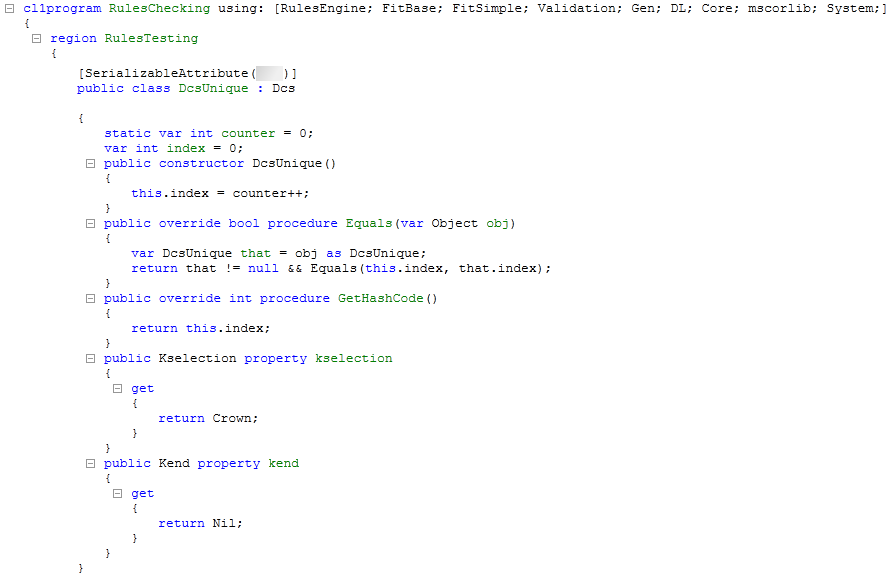 cllprogram RulesChecking using: [RulesEngine; FitBase; FitSimple; Validation; Gen; DL; Core; mscorlib; System;]
{
region RulesTesting
{
[SerializableAttribute( )]
public class DcsUnique : Dcs
{
static var int counter = 0;
var int index = 0;
public constructor DcsUnique()
{
this.index = counter++;
}
public override bool procedure Equals(var Object obj)
{
var DcsUnique that = obj as DcsUnique;
return that != null && Equals(this.index, that.index);
}
public override int procedure GetHashCode()
{
return this.index;
}
public Kselection property kselection
{
get
{
return Crown;
}
}
public Kend property kend
{
get
{
return Nil;
}
}
}